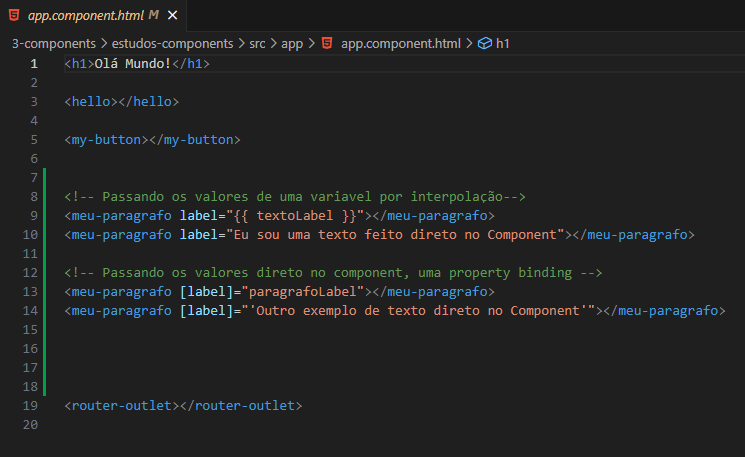 app.component.html M ×
3-components > estudos-components > src > app > app.component.html > h1
1 <h1>Olá Mundo!</h1>
2
3 <hello></hello>
4
5 <my-button></my-button>
6
7
8 <!-- Passando os valores de uma variavel por interpolação-->
9 <meu-paragrafo label="{{ textoLabel }}"></meu-paragrafo>
10 <meu-paragrafo label="Eu sou uma texto feito direto no Component"></meu-paragrafo>
11
12 <!-- Passando os valores direto no component, uma property binding -->
13 <meu-paragrafo [label]="paragrafoLabel"></meu-paragrafo>
14 <meu-paragrafo [label]="'Outro exemplo de texto direto no Component'"></meu-paragrafo>
15
16
17
18
19 <router-outlet></router-outlet>
20